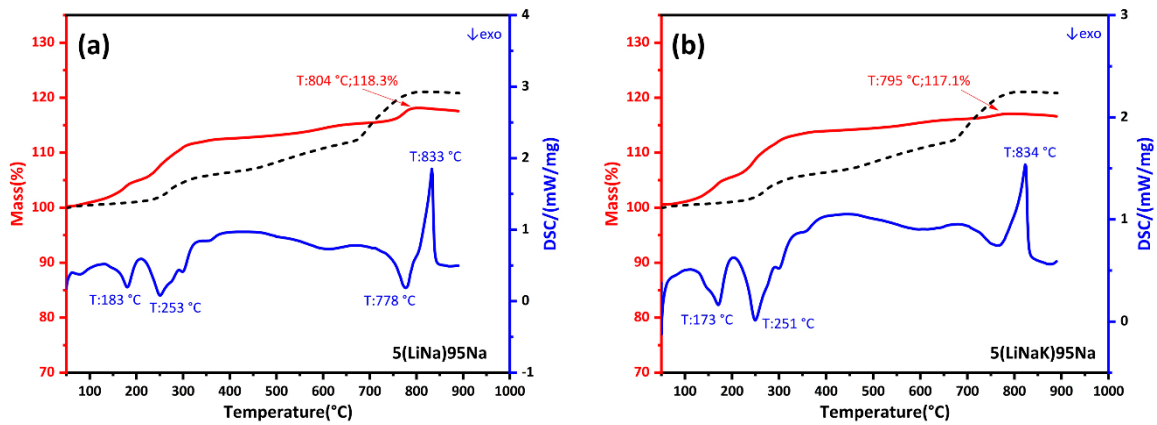 (a)
↓exo
T:804 °C;118.3%
T:833 °C
T:183 °C
T:253 °C
T:778 °C
5(LiNa)95Na
Mass(%)
130
120
110
100
90
80
70
DSC/(mW/mg)
4
3
2
1
0
-1
100 200 300 400 500 600 700 800 900 1000
Temperature(°C)
(b)
↓exo
T:795 °C;117.1%
T:834 °C
T:173 °C
T:251 °C
5(LiNaK)95Na
Mass(%)
130
120
110
100
90
80
70
DSC/(mW/mg)
3
2
1
0
100 200 300 400 500 600 700 800 900 1000
Temperature(°C)